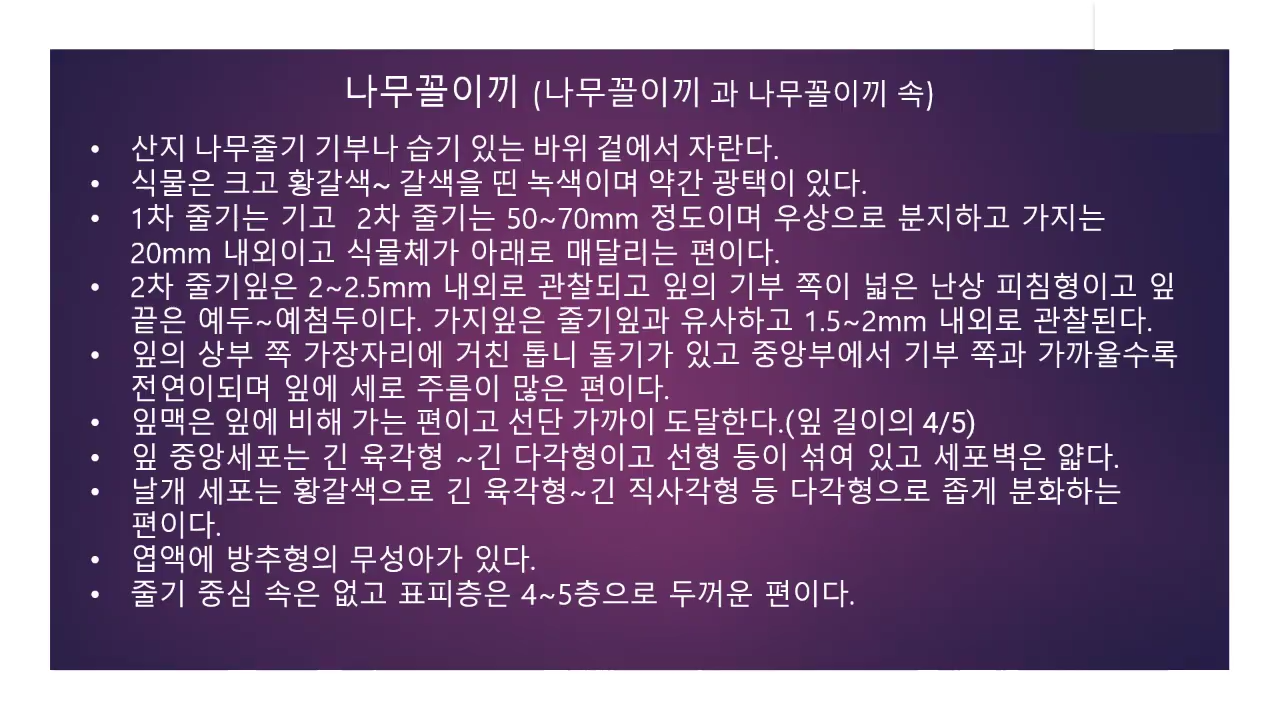 나무꼴이끼 (나무꼴이끼 과 나무꼴이끼 속)
• 산지 나무줄기 기부나 습기 있는 바위 겉에서 자란다.
• 식물은 크고 황갈색~ 갈색을 띤 녹색이며 약간 광택이 있다.
• 1차 줄기는 기고 2차 줄기는 50~70mm 정도이며 우상으로 분지하고 가지는
20mm 내외이고 식물체가 아래로 매달리는 편이다.
• 2차 줄기잎은 2~2.5mm 내외로 관찰되고 잎의 기부 쪽이 넓은 난상 피침형이고 잎
끝은 예두~예첨두이다. 가지잎은 줄기잎과 유사하고 1.5~2mm 내외로 관찰된다.
• 잎의 상부 쪽 가장자리에 거친 톱니 돌기가 있고 중앙부에서 기부 쪽과 가까울수록
전연이되며 잎에 세로 주름이 많은 편이다.
• 잎맥은 잎에 비해 가는 편이고 선단 가까이 도달한다.(잎 길이의 4/5)
• 잎 중앙세포는 긴 육각형 ~긴 다각형이고 선형 등이 섞여 있고 세포벽은 얇다.
• 날개 세포는 황갈색으로 긴 육각형~긴 직사각형 등 다각형으로 좁게 분화하는
편이다.
• 엽액에 방추형의 무성아가 있다.
• 줄기 중심 속은 없고 표피층은 4~5층으로 두꺼운 편이다.